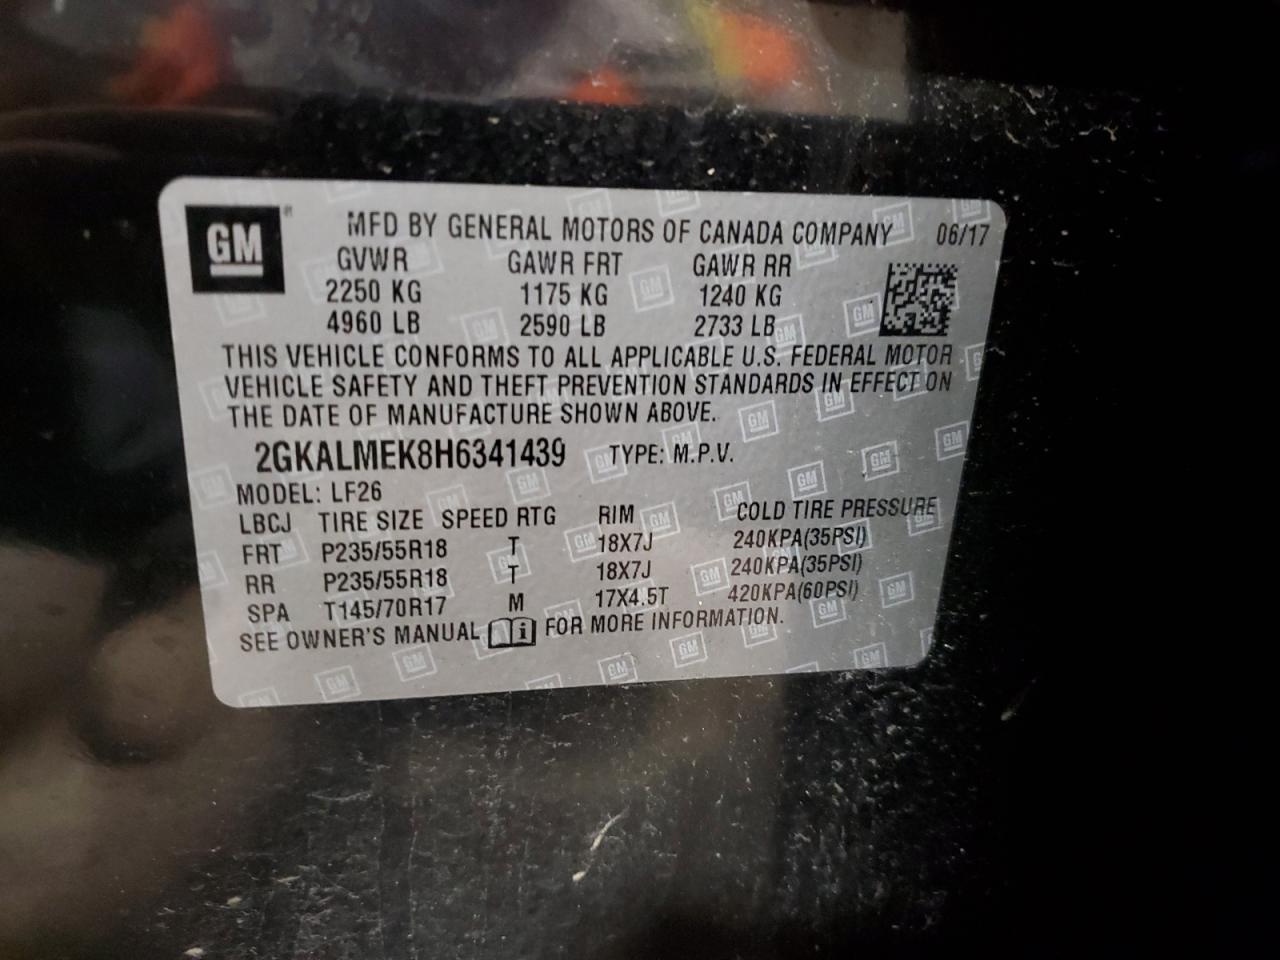 GM
MFD BY GENERAL MOTORS OF CANADA COMPANY 06/17
GVWR GAWR FRT GAWR RR
2250 KG 1175 KG 1240 KG
4960 LB 2590 LB 2733 LB
THIS VEHICLE CONFORMS TO ALL APPLICABLE U.S. FEDERAL MOTOR
VEHICLE SAFETY AND THEFT PREVENTION STANDARDS IN EFFECT ON
THE DATE OF MANUFACTURE SHOWN ABOVE.
2GKALMEK8H6341439 TYPE: M.P.V.
MODEL: LF26
LBCJ TIRE SIZE SPEED RTG RIM COLD TIRE PRESSURE
FRT P235/55R18 T 18X7J 240KPA(35PSI)
RR P235/55R18 T 18X7J 240KPA(35PSI)
SPA T145/70R17 M 17X4.5T 420KPA(60PSI)
SEE OWNER'S MANUAL i FOR MORE INFORMATION.